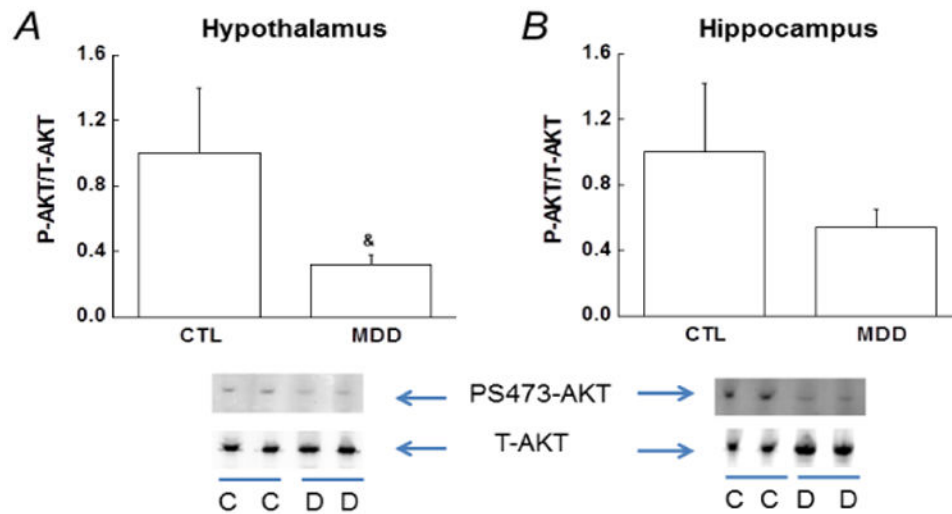 A Hypothalamus
P-AKT/T-AKT
1.6
1.2
0.8
0.4
0.0
&
CTL MDD
B Hippocampus
P-AKT/T-AKT
1.6
1.2
0.8
0.4
0.0
CTL MDD
PS473-AKT
T-AKT
C C D D
C C D D